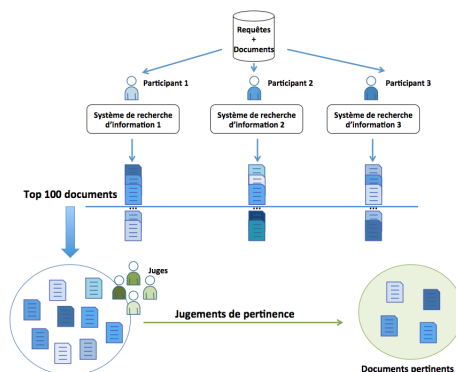 Requêtes
+
Documents
Participant 1
Participant 2
Participant 3
Système de recherche
d'information 1
Système de recherche
d'information 2
Système de recherche
d'information 3
Top 100 documents
...
...
...
Juges
Jugements de pertinence
Documents pertinents